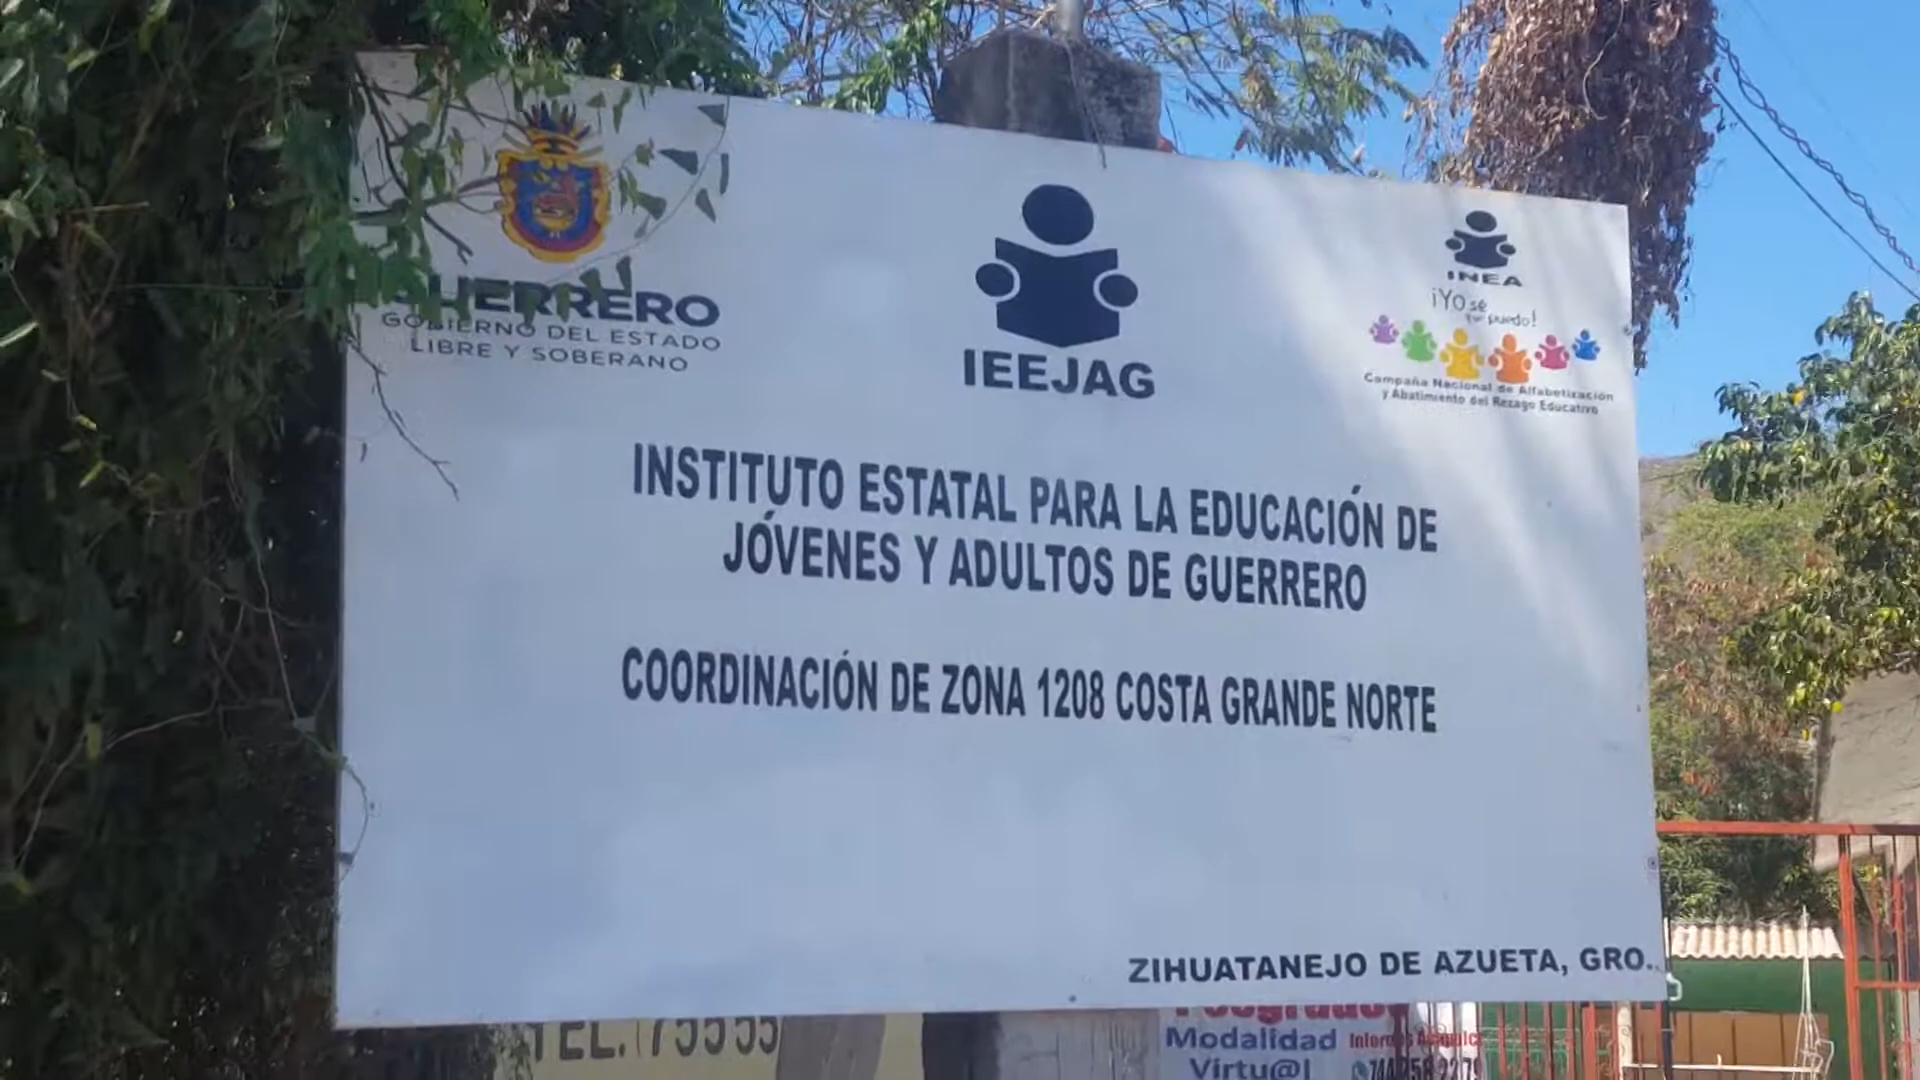 GUERRERO
GOBIERNO DEL ESTADO
LIBRE Y SOBERANO
IEEJAG
INEA
¡Yo sé
que puedo!
Campaña Nacional de Alfabetización
y Abatimiento del Rezago Educativo
INSTITUTO ESTATAL PARA LA EDUCACIÓN DE
JÓVENES Y ADULTOS DE GUERRERO
COORDINACIÓN DE ZONA 1208 COSTA GRANDE NORTE
ZIHUATANEJO DE AZUETA, GRO.
TEL. 75555
Posgrados
Modalidad
Virtu@l